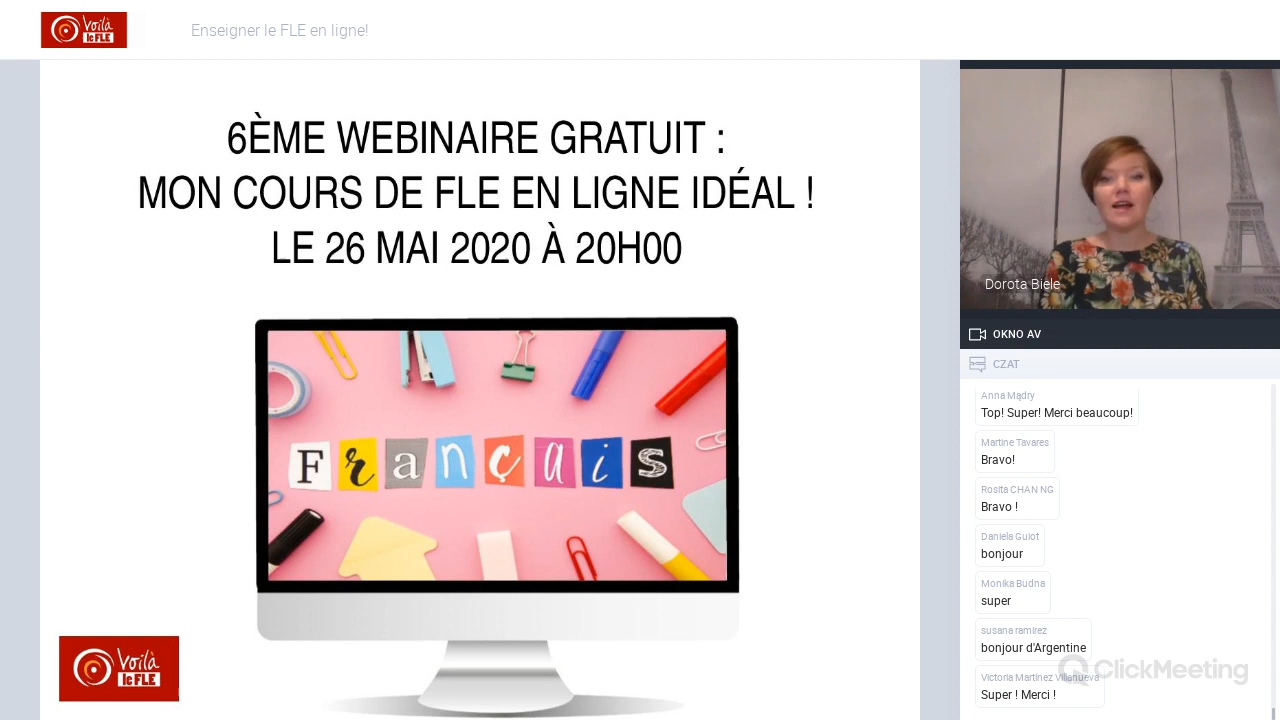 Voilà
le FLE
Enseigner le FLE en ligne!
6ÈME WEBINAIRE GRATUIT :
MON COURS DE FLE EN LIGNE IDÉAL !
LE 26 MAI 2020 À 20H00
Français
Voilà
le FLE
Dorota Biele
OKNO AV
CZAT
Anna Mądry
Top! Super! Merci beaucoup!
Martine Tavares
Bravo!
Rosita CHAN NG
Bravo !
Daniela Guiot
bonjour
Monika Budna
super
susana ramirez
bonjour d'Argentine
Victoria Martínez Villanueva
Super ! Merci !
ClickMeeting